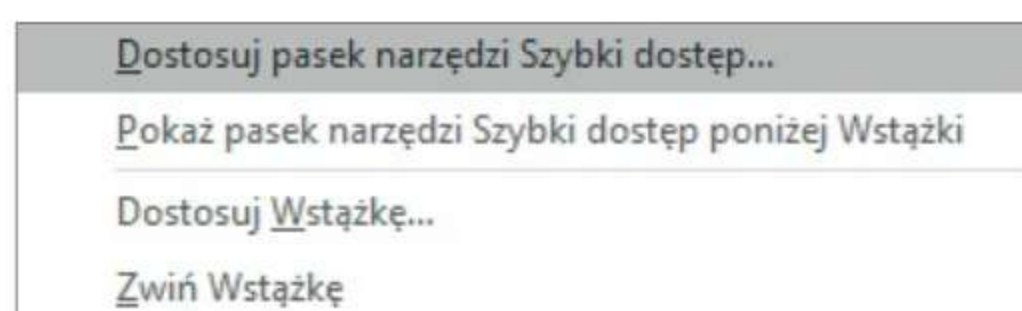 Dostosuj pasek narzędzi Szybki dostęp...
Pokaż pasek narzędzi Szybki dostęp poniżej Wstążki
Dostosuj Wstążkę...
Zwiń Wstążkę